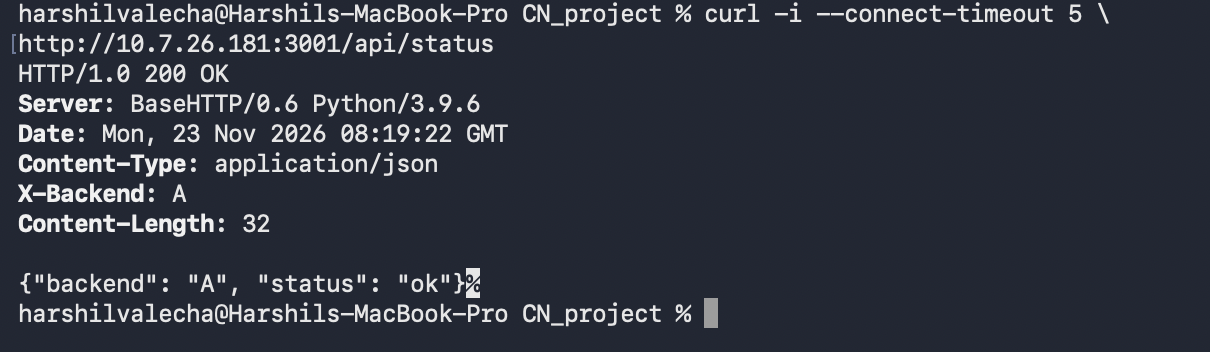 harshilvalecha@Harshils-MacBook-Pro CN_project % curl -i --connect-timeout 5 \
[http://10.7.26.181:3001/api/status
HTTP/1.0 200 OK
Server: BaseHTTP/0.6 Python/3.9.6
Date: Mon, 23 Nov 2026 08:19:22 GMT
Content-Type: application/json
X-Backend: A
Content-Length: 32
{"backend": "A", "status": "ok"}%
harshilvalecha@Harshils-MacBook-Pro CN_project %